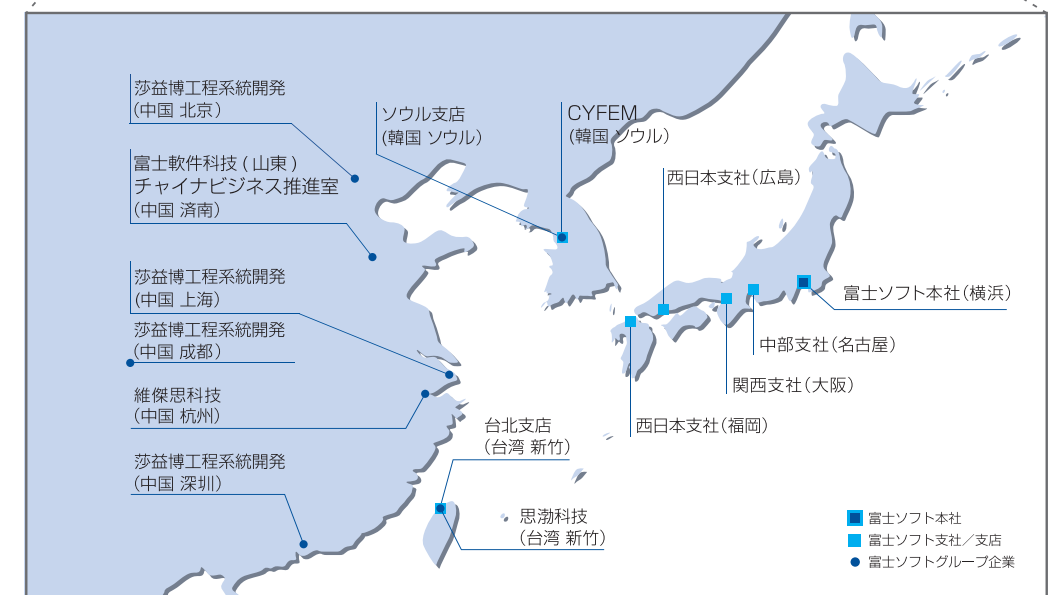 莎益博工程系統開発
(中国 北京)
富士軟件科技(山東)
チャイナビジネス推進室
(中国 済南)
莎益博工程系統開発
(中国 上海)
莎益博工程系統開発
(中国 成都)
維傑思科技
(中国 杭州)
莎益博工程系統開発
(中国 深圳)
ソウル支店
(韓国 ソウル)
CYFEM
(韓国 ソウル)
西日本支社(広島)
富士ソフト本社(横浜)
中部支社(名古屋)
関西支社(大阪)
西日本支社(福岡)
台北支店
(台湾 新竹)
思渤科技
(台湾 新竹)
富士ソフト本社
富士ソフト支社／支店
富士ソフトグループ企業